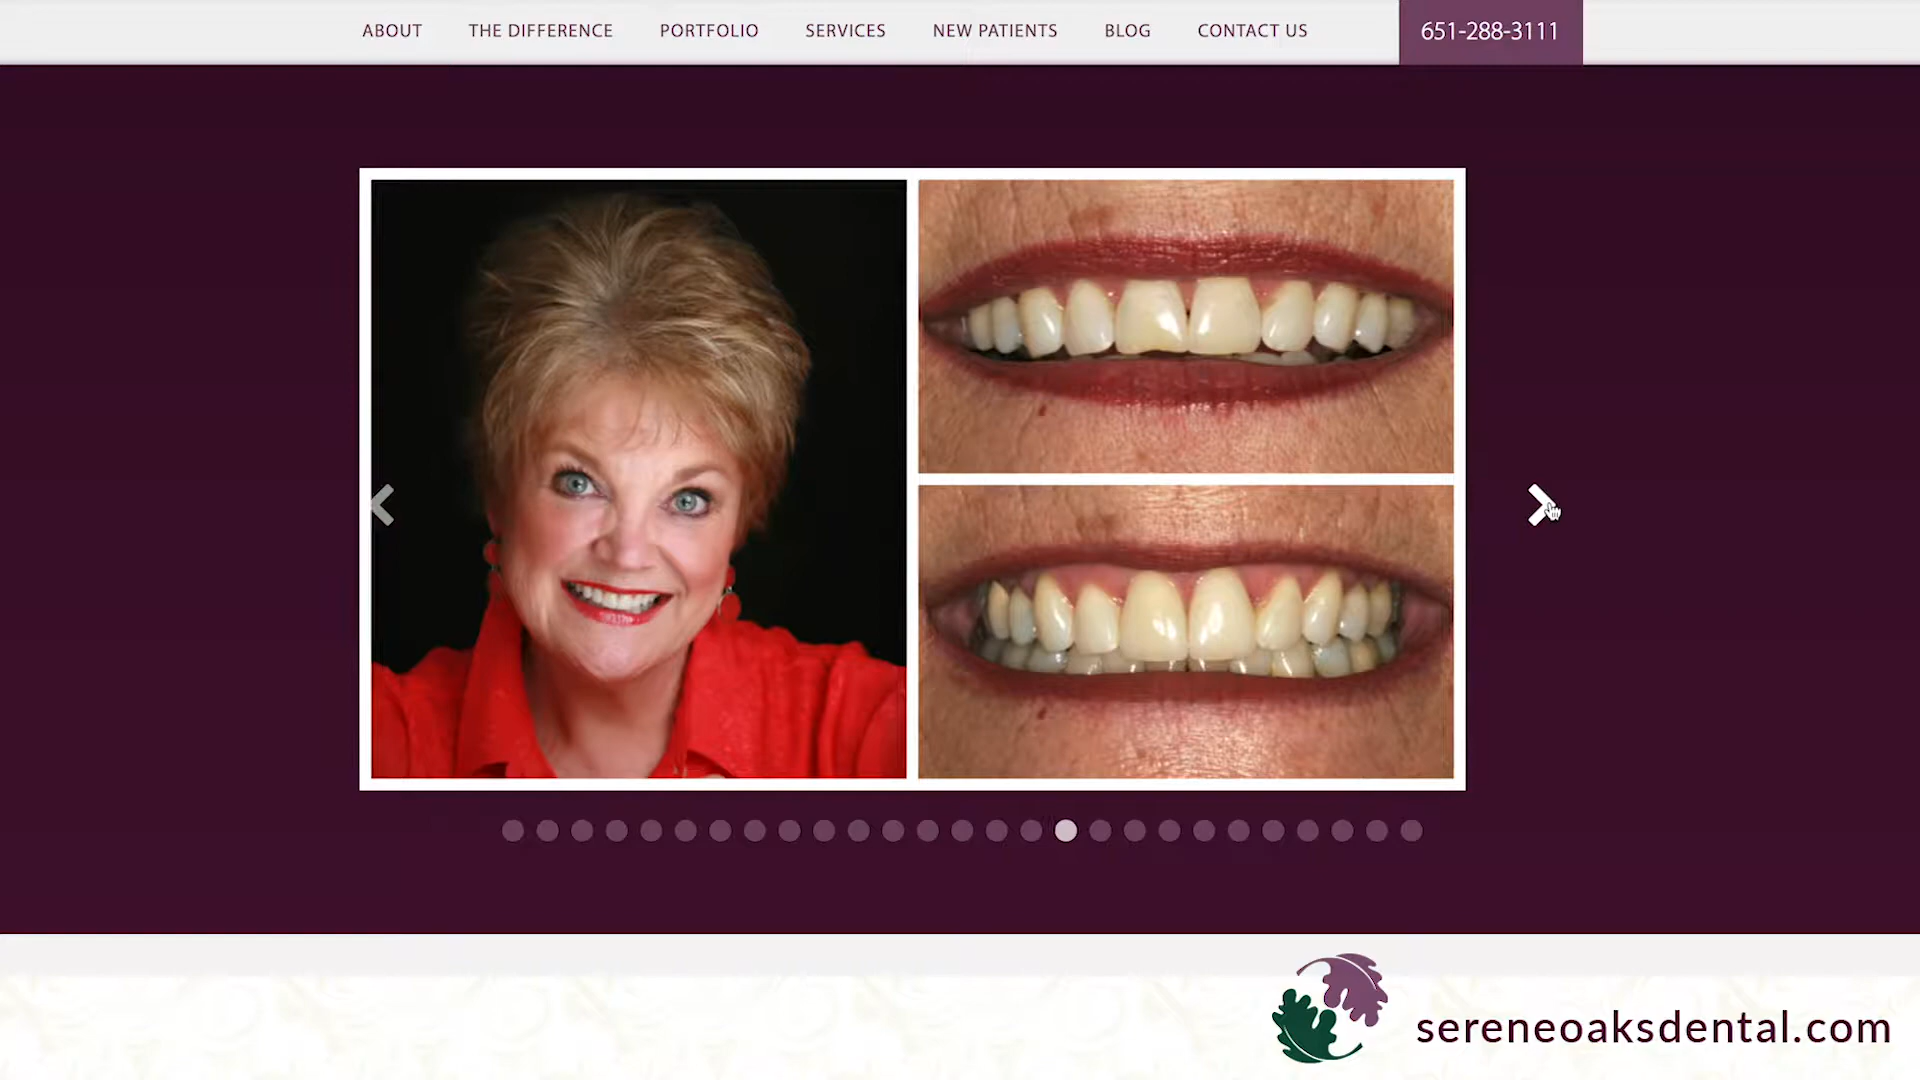 ABOUT THE DIFFERENCE PORTFOLIO SERVICES NEW PATIENTS BLOG CONTACT US 651-288-3111
sereneoaksdental.com